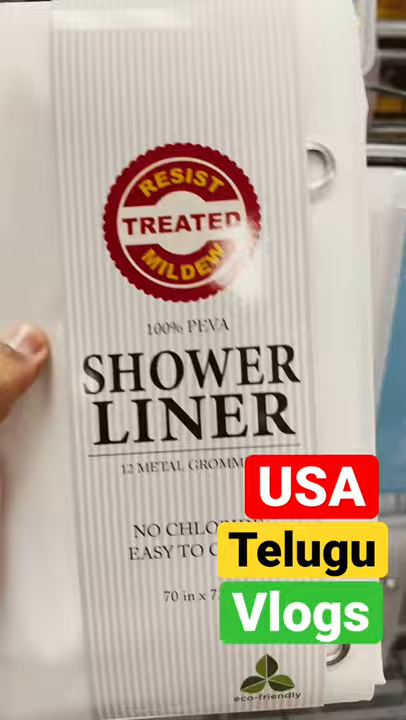 RESIST
TREATED
MILDEW
100% PEVA
SHOWER
LINER
12 METAL
USA
NO
EASY TO
Telugu
70 in x
Vlogs
eco-friendly